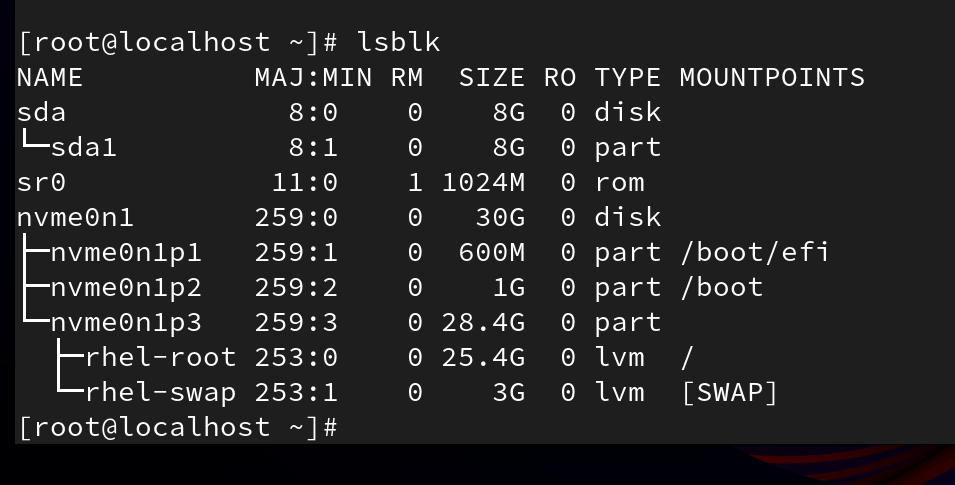 [root@localhost ~]# lsblk
NAME          MAJ:MIN RM  SIZE RO TYPE MOUNTPOINTS
sda             8:0    0    8G  0 disk
└─sda1          8:1    0    8G  0 part
sr0            11:0    1 1024M  0 rom
nvme0n1       259:0    0   30G  0 disk
├─nvme0n1p1   259:1    0  600M  0 part /boot/efi
├─nvme0n1p2   259:2    0    1G  0 part /boot
└─nvme0n1p3   259:3    0 28.4G  0 part
  ├─rhel-root 253:0    0 25.4G  0 lvm  /
  └─rhel-swap 253:1    0    3G  0 lvm  [SWAP]
[root@localhost ~]#